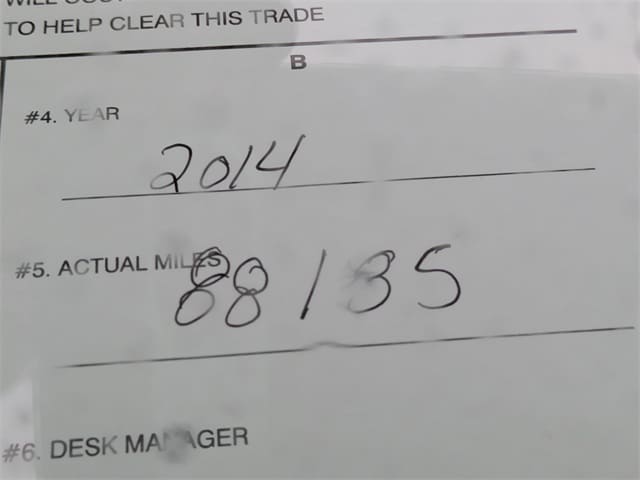 TO HELP CLEAR THIS TRADE
B
#4. YEAR
2014
#5. ACTUAL MILES
88135
#6. DESK MANAGER